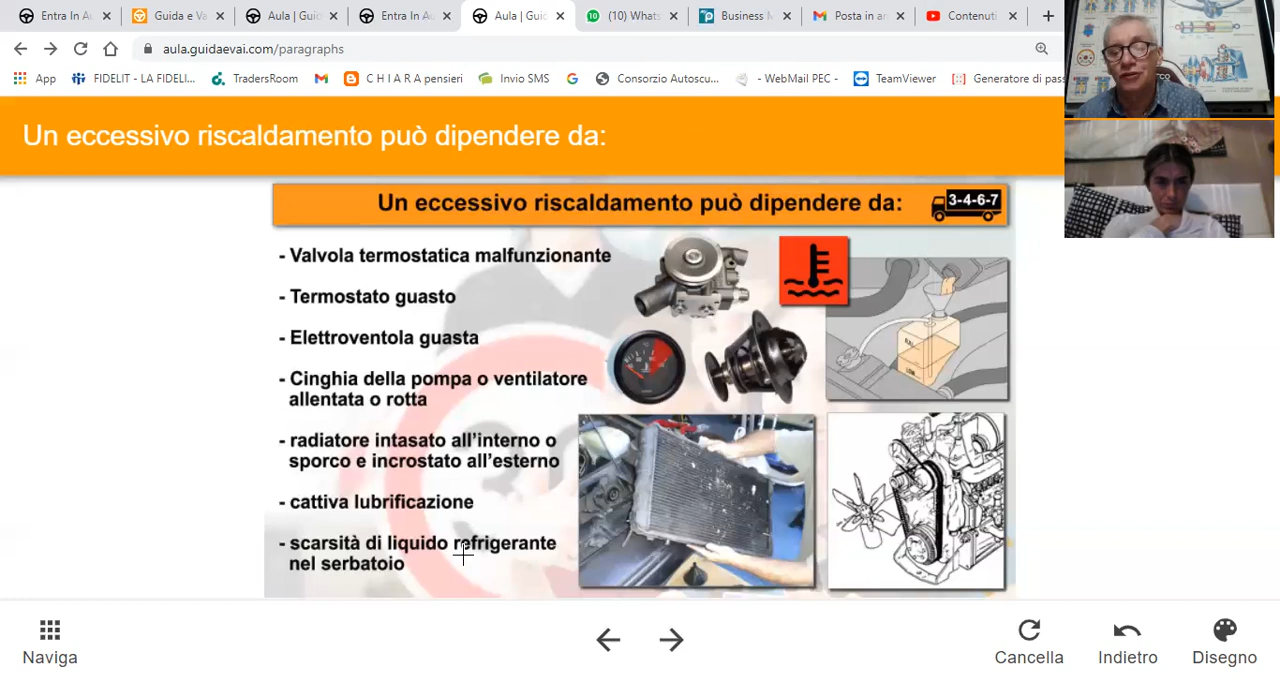 Entra In A
Guida e Va
Aula | Guid
Entra In Au
Aula | Guid
(10) Whats
Business M
Posta in ar
Contenuti
aula.guidaevai.com/paragraphs
App
FIDELIT - LA FIDELI...
TradersRoom
C H I A R A pensieri
Invio SMS
Consorzio Autoscu...
- WebMail PEC -
TeamViewer
Generatore di pass
Un eccessivo riscaldamento può dipendere da:
Un eccessivo riscaldamento può dipendere da:
3-4-6-7
- Valvola termostatica malfunzionante
- Termostato guasto
- Elettroventola guasta
- Cinghia della pompa o ventilatore
allentata o rotta
- radiatore intasato all'interno o
sporco e incrostato all'esterno
- cattiva lubrificazione
- scarsità di liquido refrigerante
nel serbatoio
FULL
LOW
Naviga
Cancella
Indietro
Disegno